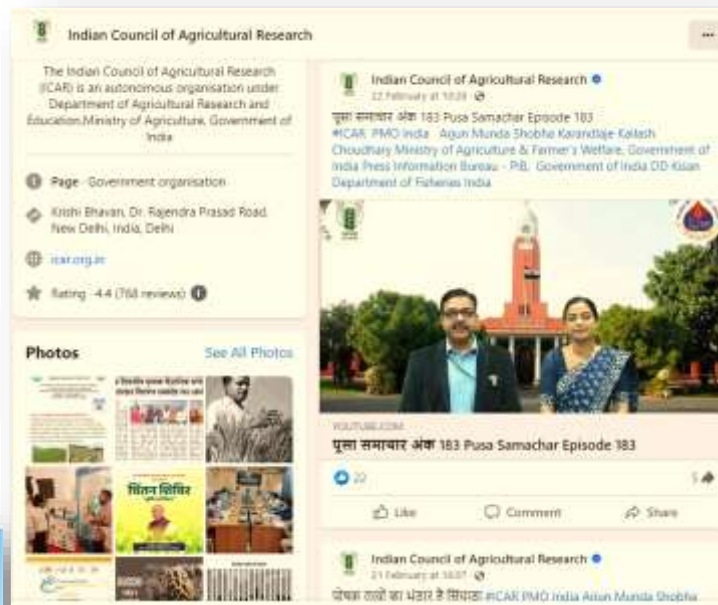 Indian Council of Agricultural Research
The Indian Council of Agricultural Research
(ICAR) is an autonomous organisation under
Department of Agricultural Research and
Education,Ministry of Agriculture, Government of
India
Page · Government organisation
Krishi Bhavan, Dr. Rajendra Prasad Road,
New Delhi, India, Delhi
icar.org.in
Rating · 4.4 (768 reviews)
Photos
See All Photos
चिंतन शिविर
Indian Council of Agricultural Research
22 February at
पूसा समाचार अंक 183 Pusa Samachar Episode 183
#ICAR PMO India Arjun Munda Shobha Karandlaje Kailash
Choudhary Ministry of Agriculture & Farmer's Welfare, Government of
India Press Information Bureau - PIB, Government of India DD Kisan
Department of Fisheries India
YOUTUBE.COM
पूसा समाचार अंक 183 Pusa Samachar Episode 183
22
5
Like
Comment
Share
Indian Council of Agricultural Research
21 February at
पोषक तत्वों का भंडार है सिंघाड़ा #ICAR PMO India Arjun Munda Shobha